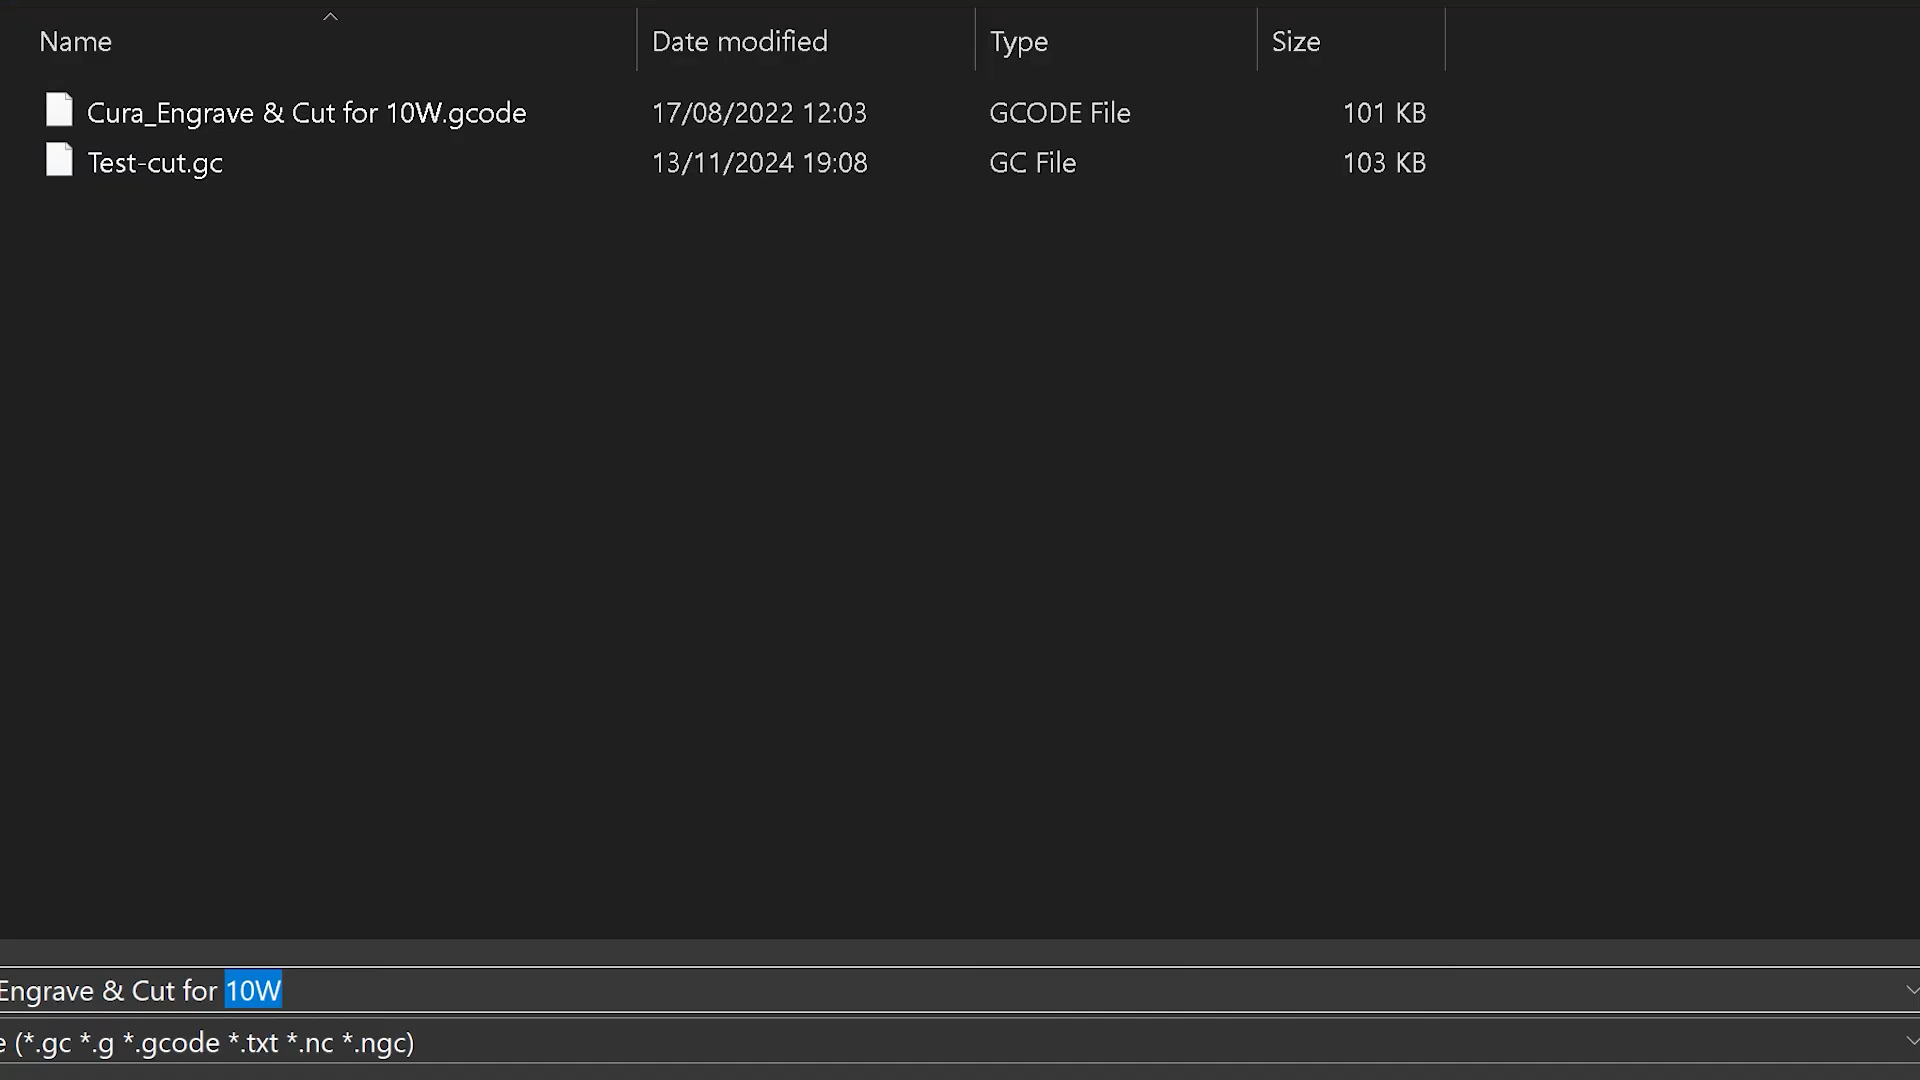 Name Date modified Type Size
Cura_Engrave & Cut for 10W.gcode 17/08/2022 12:03 GCODE File 101 KB
Test-cut.gc 13/11/2024 19:08 GC File 103 KB
Engrave & Cut for 10W
e (*.gc *.g *.gcode *.txt *.nc *.ngc)